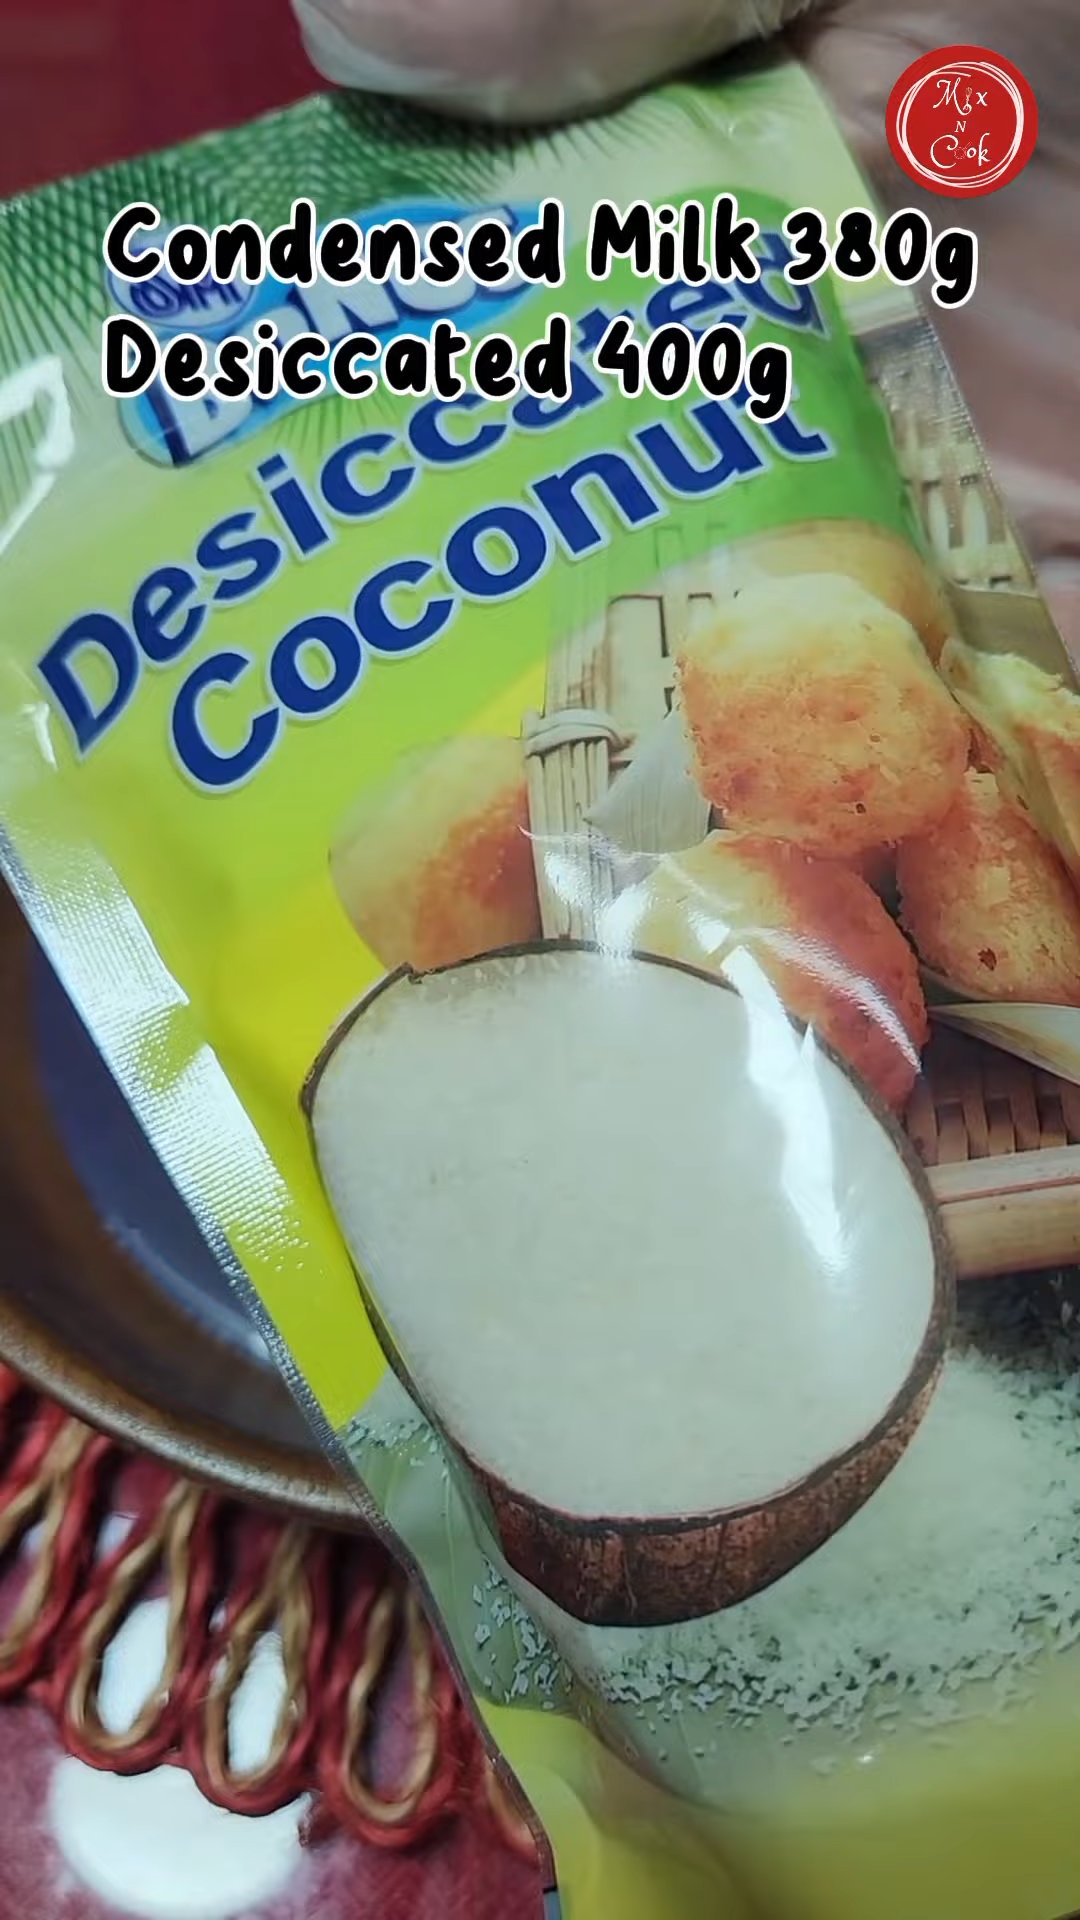 Mix
N
Cook
Condensed Milk 380g
Desiccated 400g
Desiccated
Coconut